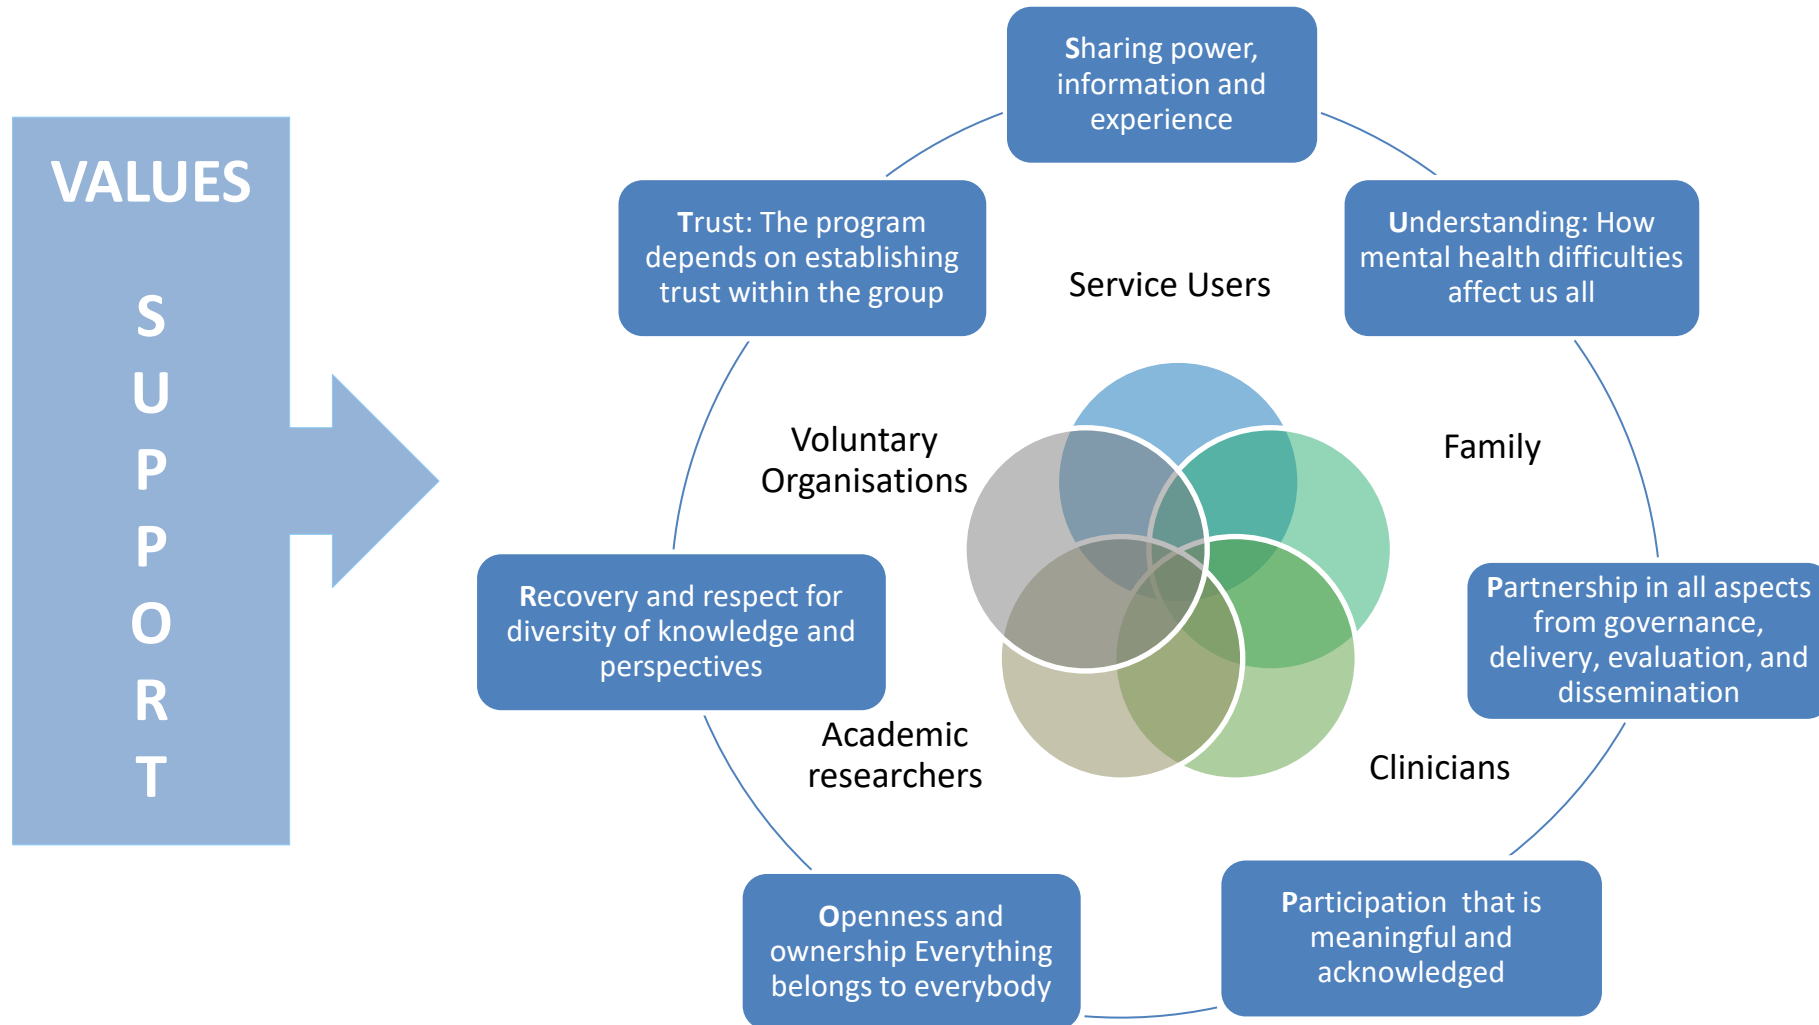 VALUES
S
U
P
P
O
R
T
Sharing power,
information and
experience
Understanding: How
mental health difficulties
affect us all
Partnership in all aspects
from governance,
delivery, evaluation, and
dissemination
Participation  that is
meaningful and
acknowledged
Openness and
ownership Everything
belongs to everybody
Recovery and respect for
diversity of knowledge and
perspectives
Trust: The program
depends on establishing
trust within the group
Service Users
Family
Clinicians
Academic
researchers
Voluntary
Organisations